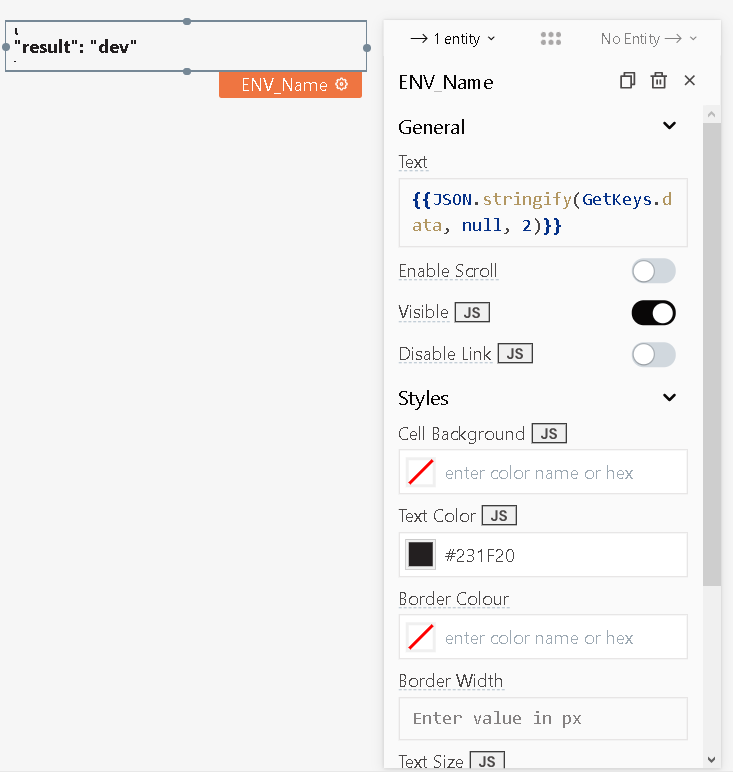 "result": "dev"
ENV_Name
→ 1 entity
No Entity →
ENV_Name
General
Text
{{JSON.stringify(GetKeys.d
ata, null, 2)}}
Enable Scroll
Visible JS
Disable Link JS
Styles
Cell Background JS
enter color name or hex
Text Color JS
#231F20
Border Colour
enter color name or hex
Border Width
Enter value in px
Text Size JS